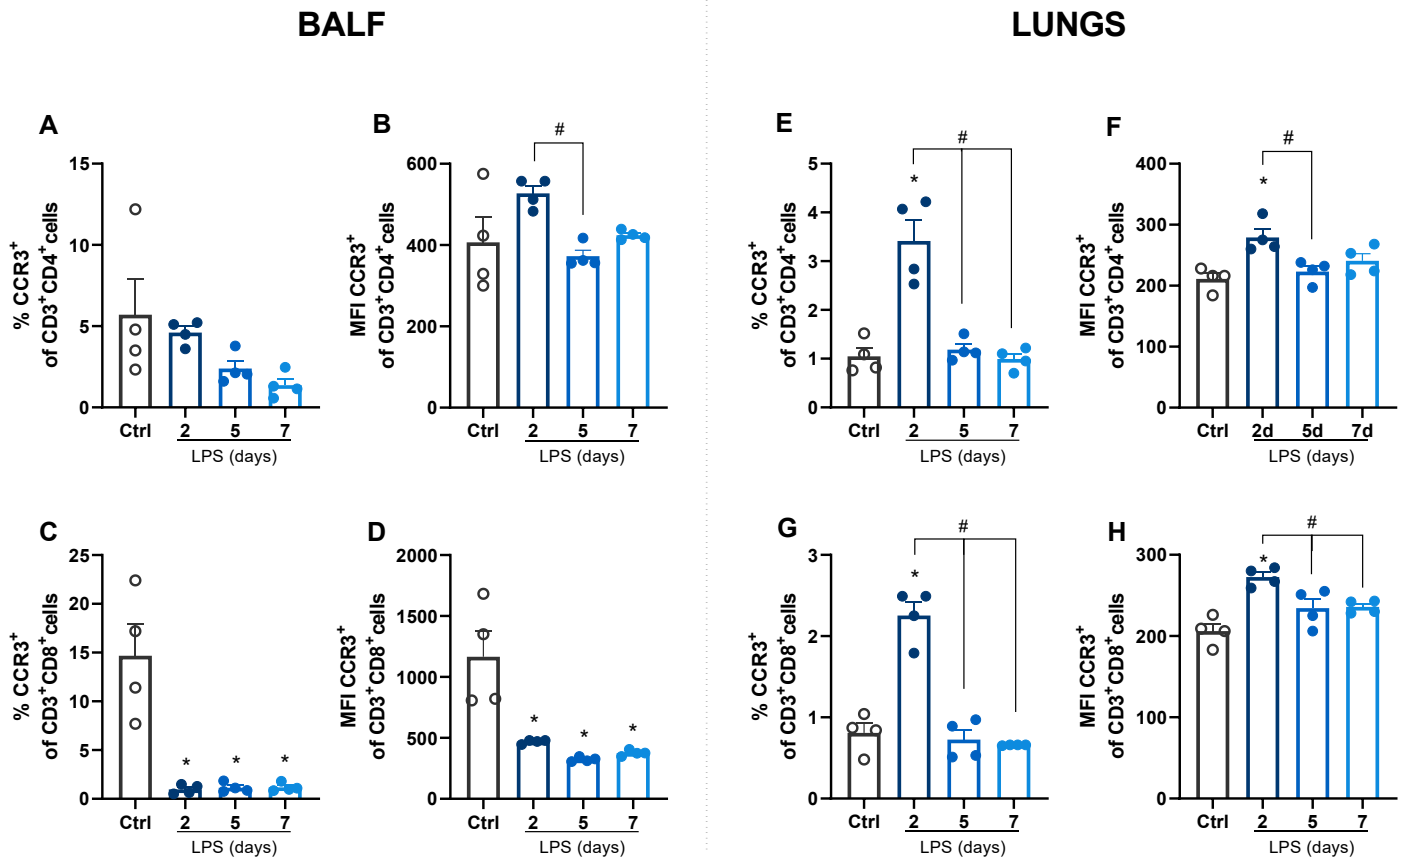 BALF
LUNGS
A
% CCR3⁺
of CD3⁺CD4⁺ cells
15
10
5
0
Ctrl
2
5
7
LPS (days)
B
#
MFI CCR3⁺
of CD3⁺CD4⁺ cells
600
400
200
0
Ctrl
2
5
7
LPS (days)
E
#
*
% CCR3⁺
of CD3⁺CD4⁺ cells
5
4
3
2
1
0
Ctrl
2
5
7
LPS (days)
F
#
*
MFI CCR3⁺
of CD3⁺CD4⁺ cells
400
300
200
100
0
Ctrl
2d
5d
7d
LPS (days)
C
% CCR3⁺
of CD3⁺CD8⁺ cells
25
20
15
10
5
0
*
*
*
Ctrl
2
5
7
LPS (days)
D
MFI CCR3⁺
of CD3⁺CD8⁺ cells
2000
1500
1000
500
0
*
*
*
Ctrl
2
5
7
LPS (days)
G
#
*
% CCR3⁺
of CD3⁺CD8⁺ cells
3
2
1
0
Ctrl
2
5
7
LPS (days)
H
#
*
MFI CCR3⁺
of CD3⁺CD8⁺ cells
300
200
100
0
Ctrl
2
5
7
LPS (days)